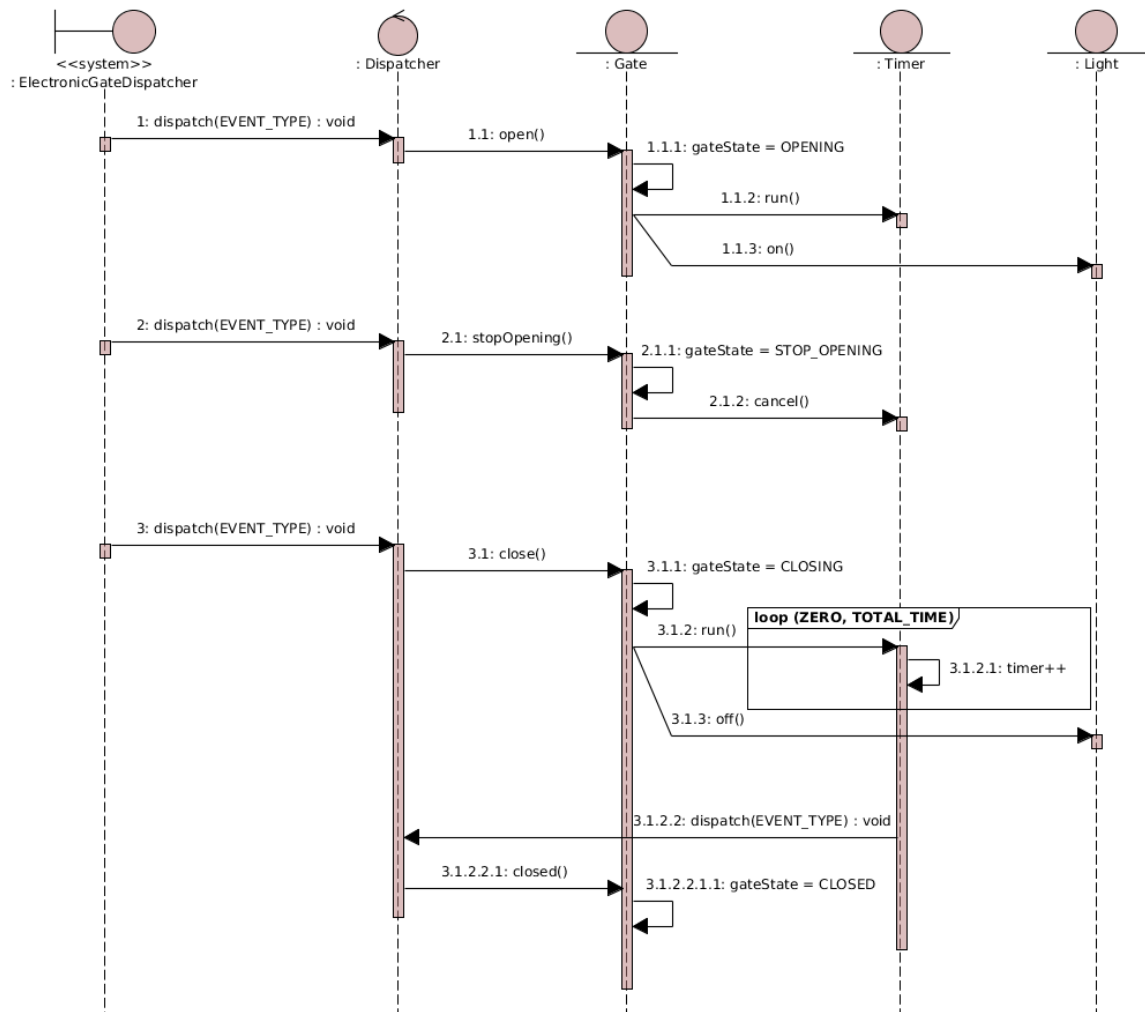 <<system>>
: ElectronicGateDispatcher
: Dispatcher
: Gate
: Timer
: Light
1: dispatch(EVENT_TYPE) : void
1.1: open()
1.1.1: gateState = OPENING
1.1.2: run()
1.1.3: on()
2: dispatch(EVENT_TYPE) : void
2.1: stopOpening()
2.1.1: gateState = STOP_OPENING
2.1.2: cancel()
3: dispatch(EVENT_TYPE) : void
3.1: close()
3.1.1: gateState = CLOSING
loop (ZERO, TOTAL_TIME)
3.1.2: run()
3.1.2.1: timer++
3.1.3: off()
3.1.2.2: dispatch(EVENT_TYPE) : void
3.1.2.2.1: closed()
3.1.2.2.1.1: gateState = CLOSED